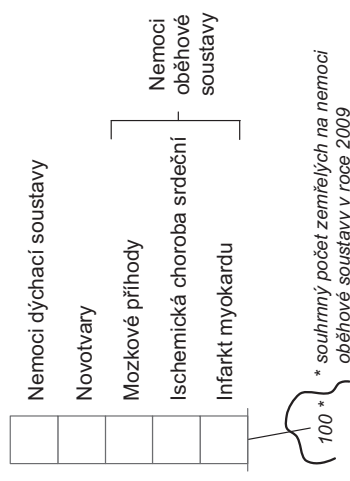 Nemoci dýchací soustavy
Novotvary
Mozkové příhody
Ischemická choroba srdeční
Infarkt myokardu
Nemoci
oběhové
soustavy
100 *
* souhrnný počet zemřelých na nemoci
oběhové soustavy v roce 2009